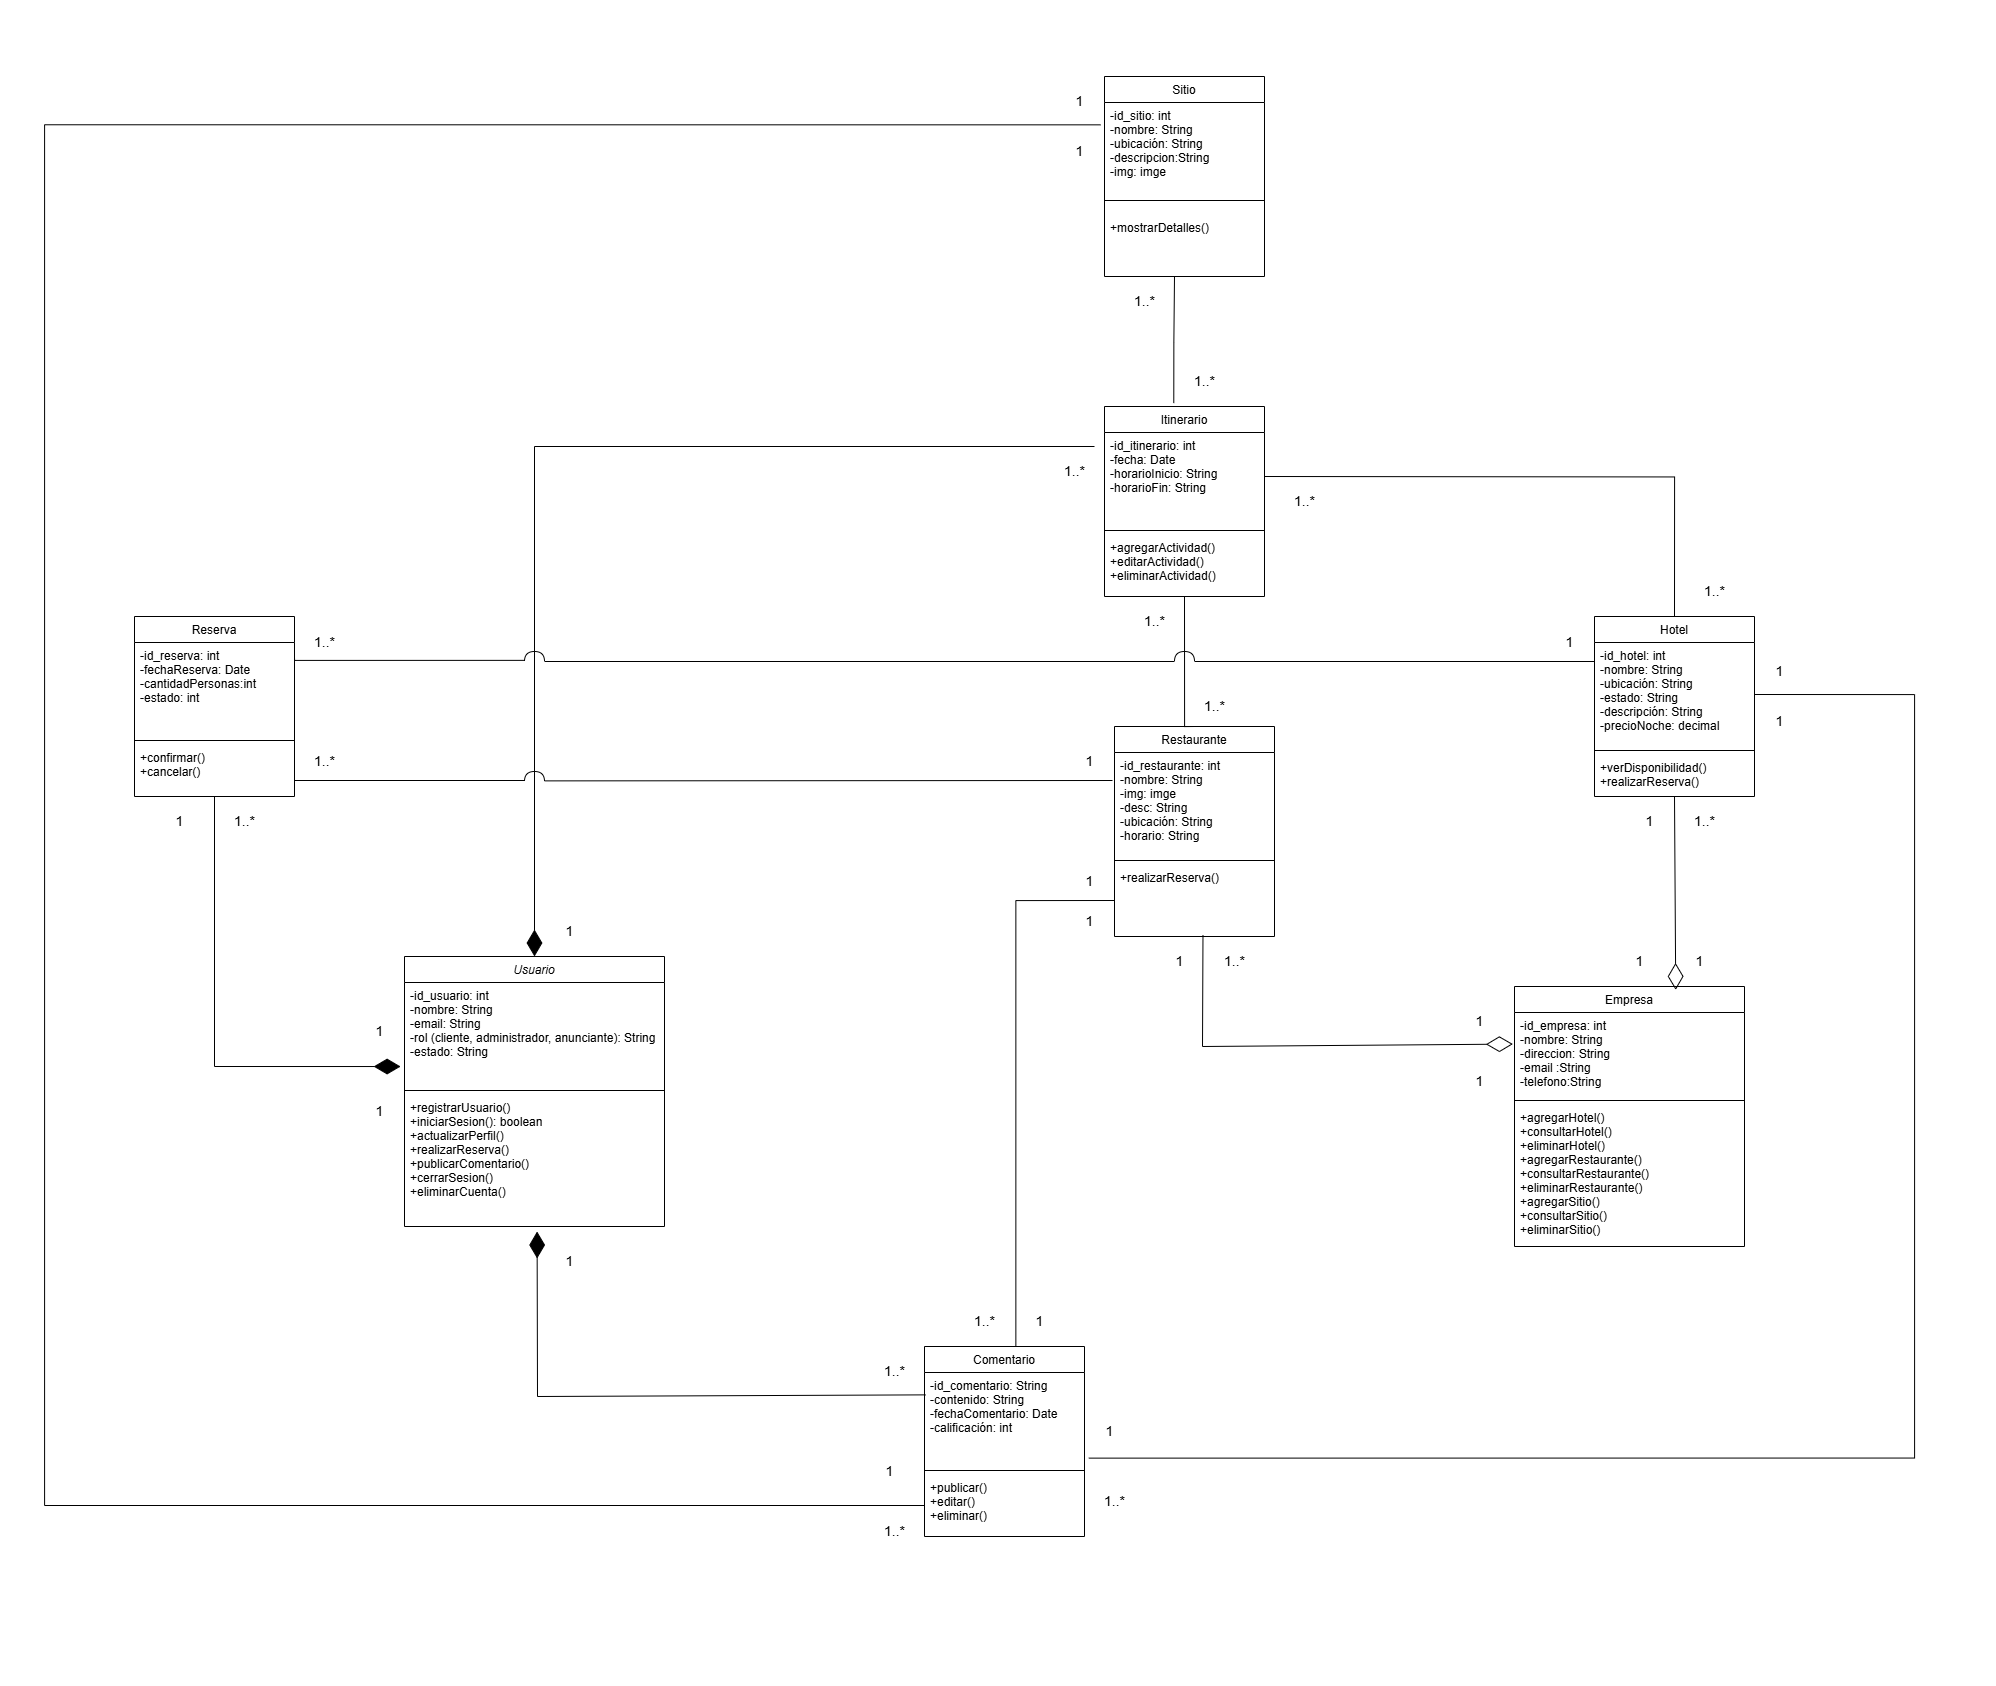 1
Sitio
-id_sitio: int
-nombre: String
-ubicación: String
-descripcion:String
-img: imge
1
+mostrarDetalles()
1..*
1..*
Itinerario
-id_itinerario: int
-fecha: Date
-horarioInicio: String
-horarioFin: String
1..*
1..*
+agregarActividad()
+editarActividad()
+eliminarActividad()
1..*
1..*
Reserva
-id_reserva: int
-fechaReserva: Date
-cantidadPersonas:int
-estado: int
+confirmar()
+cancelar()
1..*
1..*
1
1..*
1
Hotel
-id_hotel: int
-nombre: String
-ubicación: String
-estado: String
-descripción: String
-precioNoche: decimal
+verDisponibilidad()
+realizarReserva()
1
1
1
1..*
1..*
Restaurante
-id_restaurante: int
-nombre: String
-img: imge
-desc: String
-ubicación: String
-horario: String
+realizarReserva()
1
1
1
1
1..*
1
Usuario
-id_usuario: int
-nombre: String
-email: String
-rol (cliente, administrador, anunciante): String
-estado: String
+registrarUsuario()
+iniciarSesion(): boolean
+actualizarPerfil()
+realizarReserva()
+publicarComentario()
+cerrarSesion()
+eliminarCuenta()
1
1
1
1
1
Empresa
-id_empresa: int
-nombre: String
-direccion: String
-email :String
-telefono:String
+agregarHotel()
+consultarHotel()
+eliminarHotel()
+agregarRestaurante()
+consultarRestaurante()
+eliminarRestaurante()
+agregarSitio()
+consultarSitio()
+eliminarSitio()
1
1
1..*
1
1..*
Comentario
-id_comentario: String
-contenido: String
-fechaComentario: Date
-calificación: int
+publicar()
+editar()
+eliminar()
1
1
1..*
1..*